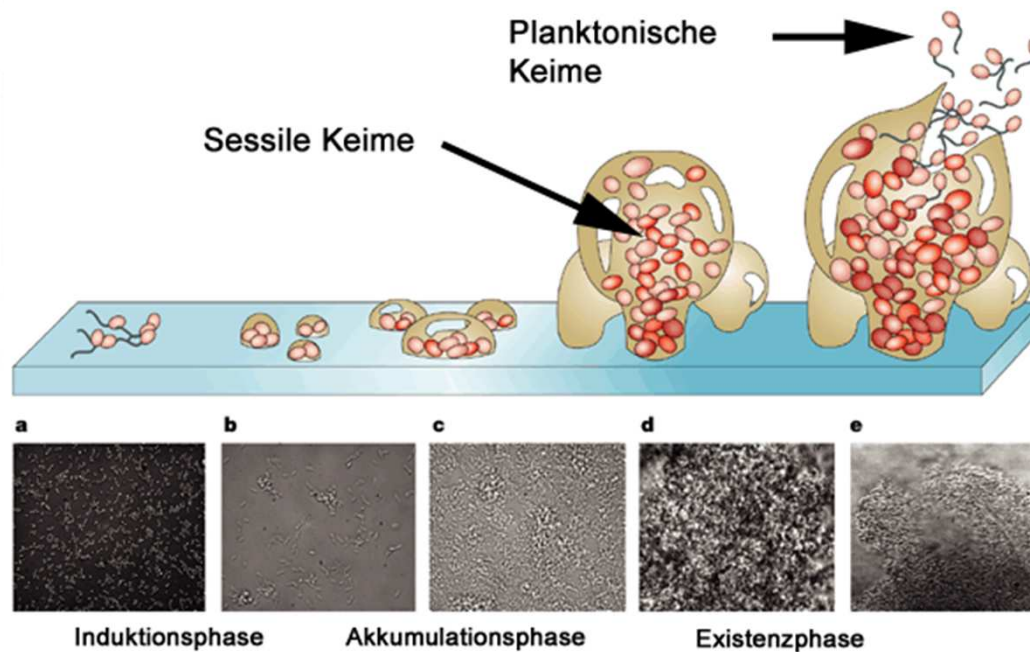 Planktonische
Keime
Sessile Keime
a b c d e
Induktionsphase Akkumulationsphase Existenzphase